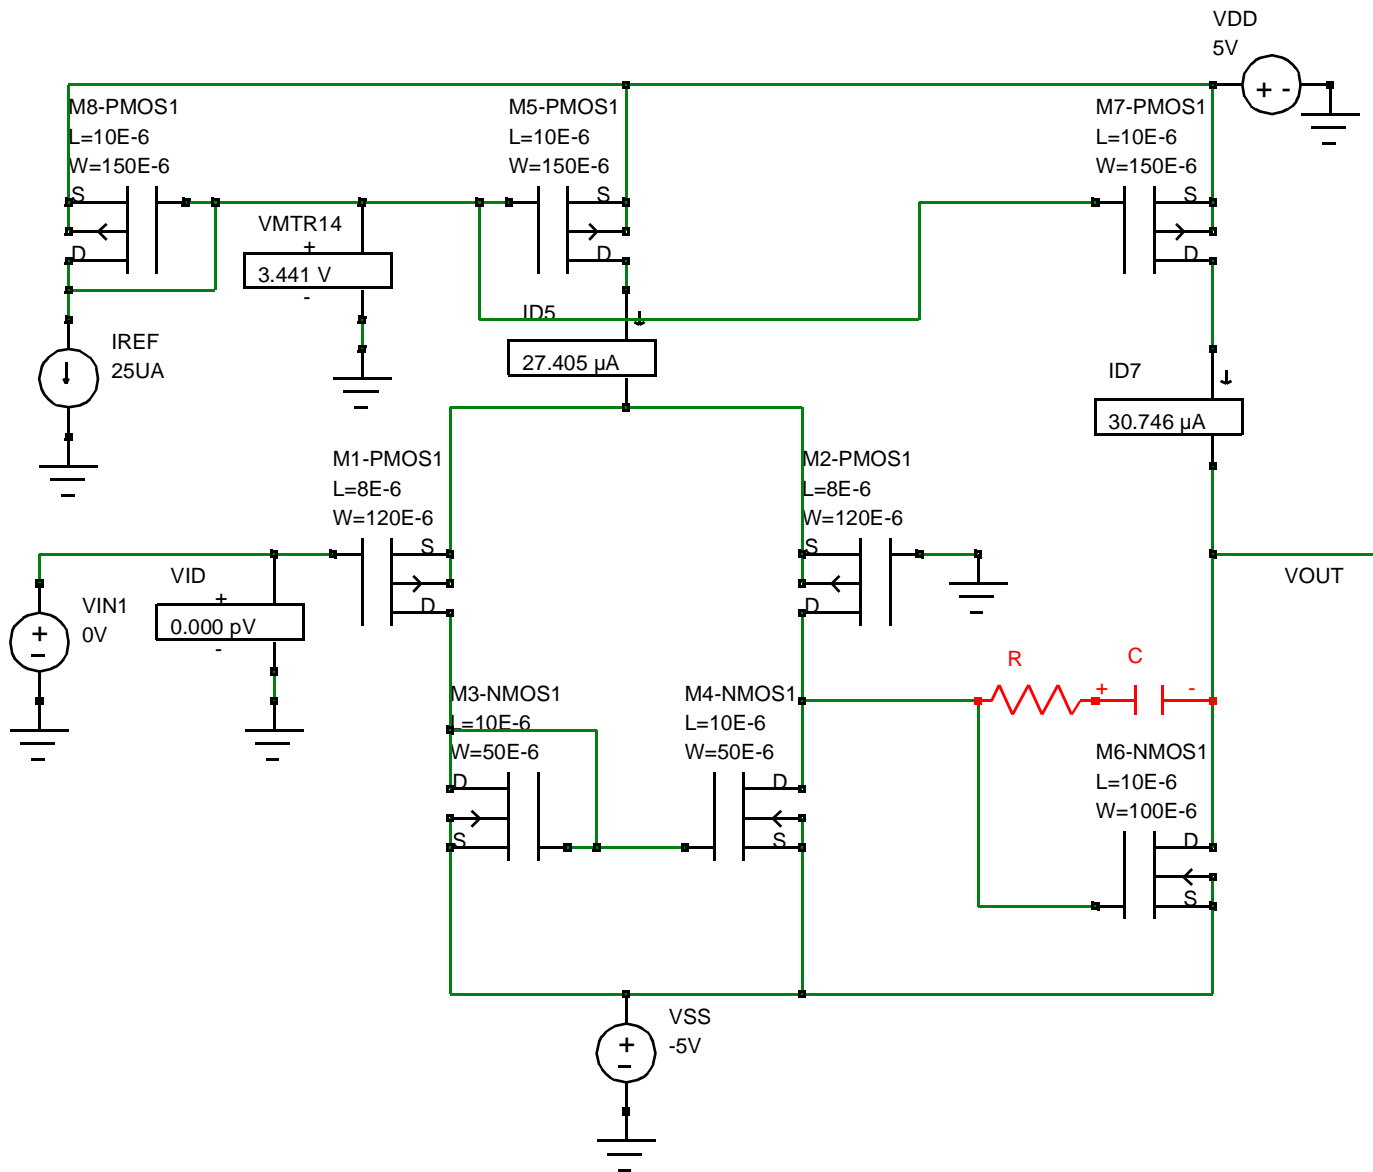 VDD
5V
M8-PMOS1
L=10E-6
W=150E-6
S
D
M5-PMOS1
L=10E-6
W=150E-6
S
D
M7-PMOS1
L=10E-6
W=150E-6
S
D
VMTR14
+
3.441 V
-
+ -
IREF
25UA
ID5
27.405 µA
ID7
30.746 µA
M1-PMOS1
L=8E-6
W=120E-6
S
D
M2-PMOS1
L=8E-6
W=120E-6
S
D
VOUT
VIN1
0V
+
-
VID
+
0.000 pV
-
R
C
+
-
M3-NMOS1
L=10E-6
W=50E-6
D
S
M4-NMOS1
L=10E-6
W=50E-6
D
S
M6-NMOS1
L=10E-6
W=100E-6
D
S
VSS
-5V
+
-